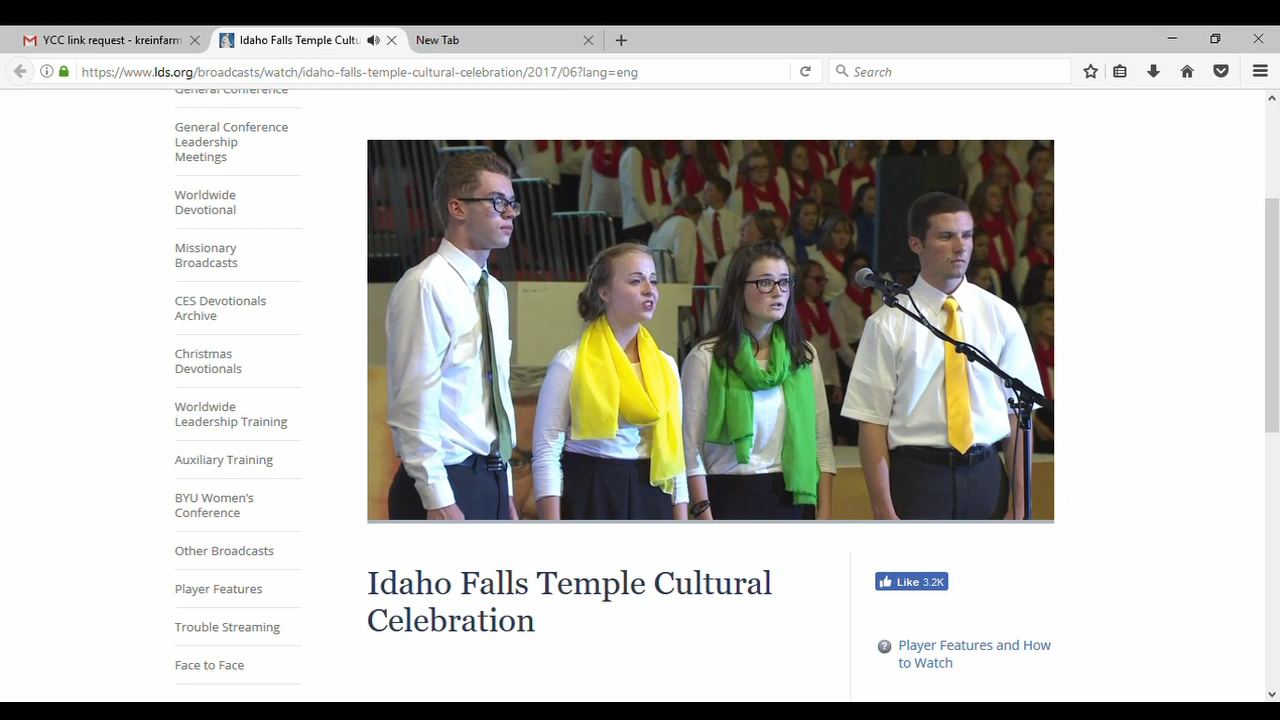 YCC link request - kreinfarm
Idaho Falls Temple Cultu
New Tab
https://www.lds.org/broadcasts/watch/idaho-falls-temple-cultural-celebration/2017/06?lang=eng
Search
General Conference
General Conference
Leadership
Meetings
Worldwide
Devotional
Missionary
Broadcasts
CES Devotionals
Archive
Christmas
Devotionals
Worldwide
Leadership Training
Auxiliary Training
BYU Women's
Conference
Other Broadcasts
Player Features
Trouble Streaming
Face to Face
Idaho Falls Temple Cultural
Celebration
Like 3.2K
Player Features and How
to Watch